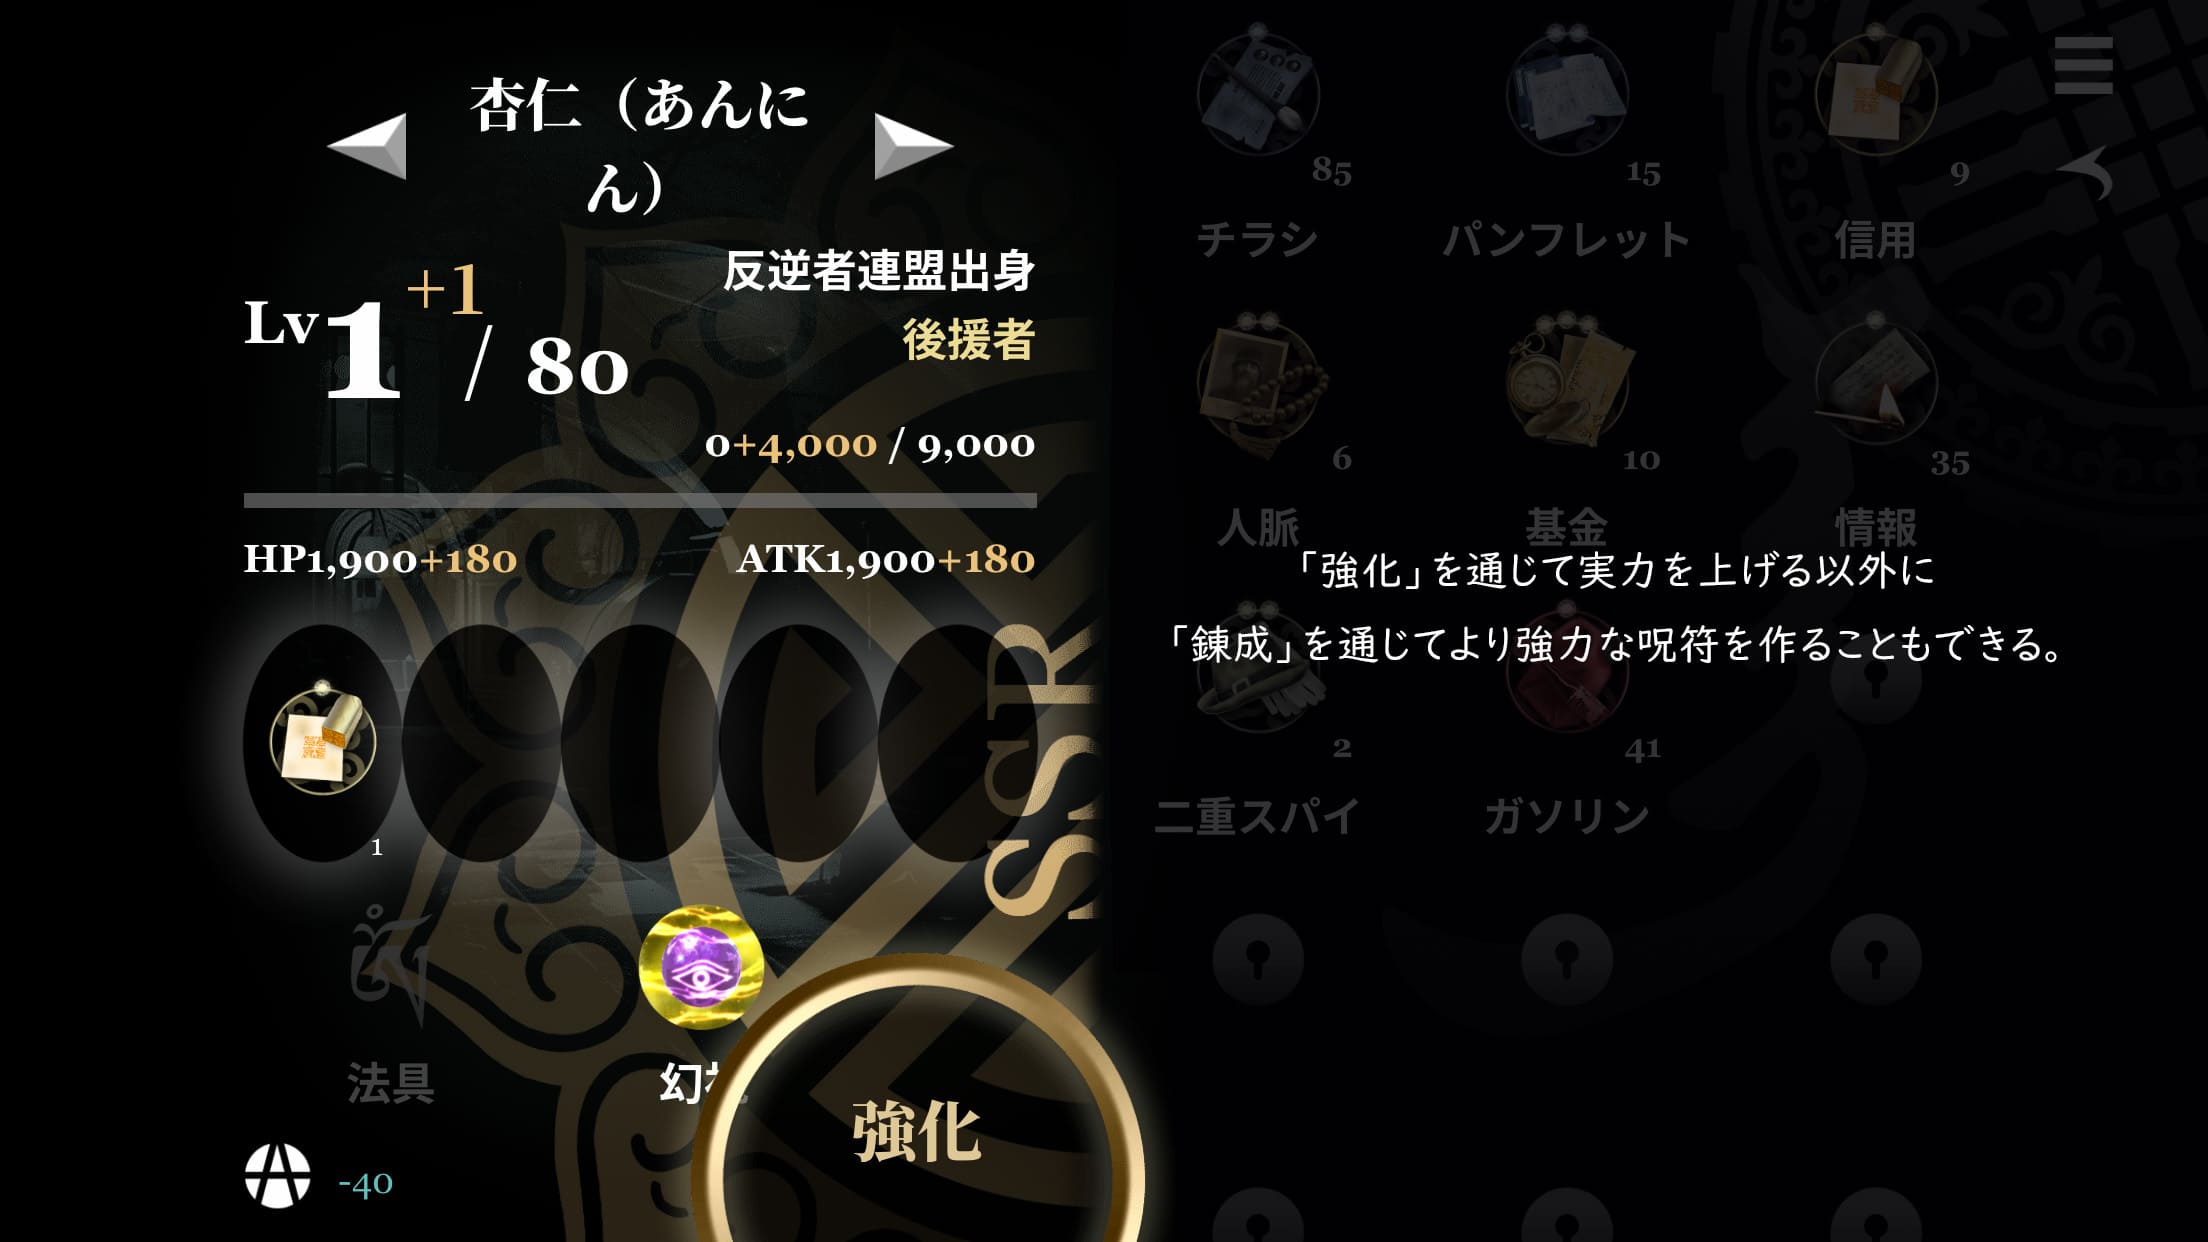 杏仁（あんに
ん）
反逆者連盟出身
後援者
Lv1+1/ 80
0+4,000 / 9,000
HP1,900+180
ATK1,900+180
1
SSR
法具
幻
強化
-40
85
15
9
チラシ
パンフレット
信用
6
10
35
人脈
基金
情報
「強化」を通じて実力を上げる以外に
「錬成」を通じてより強力な呪符を作ることもできる。
2
41
二重スパイ
ガソリン